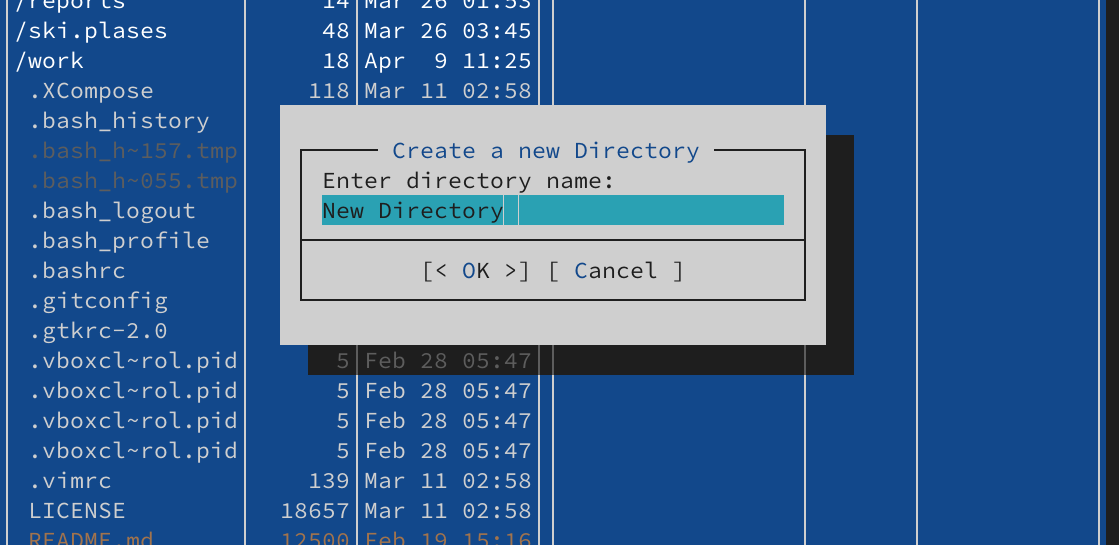 /reports 14 Mar 26 01:53
/ski.plases 48 Mar 26 03:45
/work 18 Apr 9 11:25
.XCompose 118 Mar 11 02:58
.bash_history
Create a new Directory
.bash_h~157.tmp
Enter directory name:
.bash_h~055.tmp
New Directory
.bash_logout
.bash_profile
[< OK >] [ Cancel ]
.bashrc
.gitconfig
.gtkrc-2.0
.vboxcl~rol.pid 5 Feb 28 05:47
.vboxcl~rol.pid 5 Feb 28 05:47
.vboxcl~rol.pid 5 Feb 28 05:47
.vboxcl~rol.pid 5 Feb 28 05:47
.vimrc 139 Mar 11 02:58
LICENSE 18657 Mar 11 02:58
README.md 12500 Feb 19 15:16